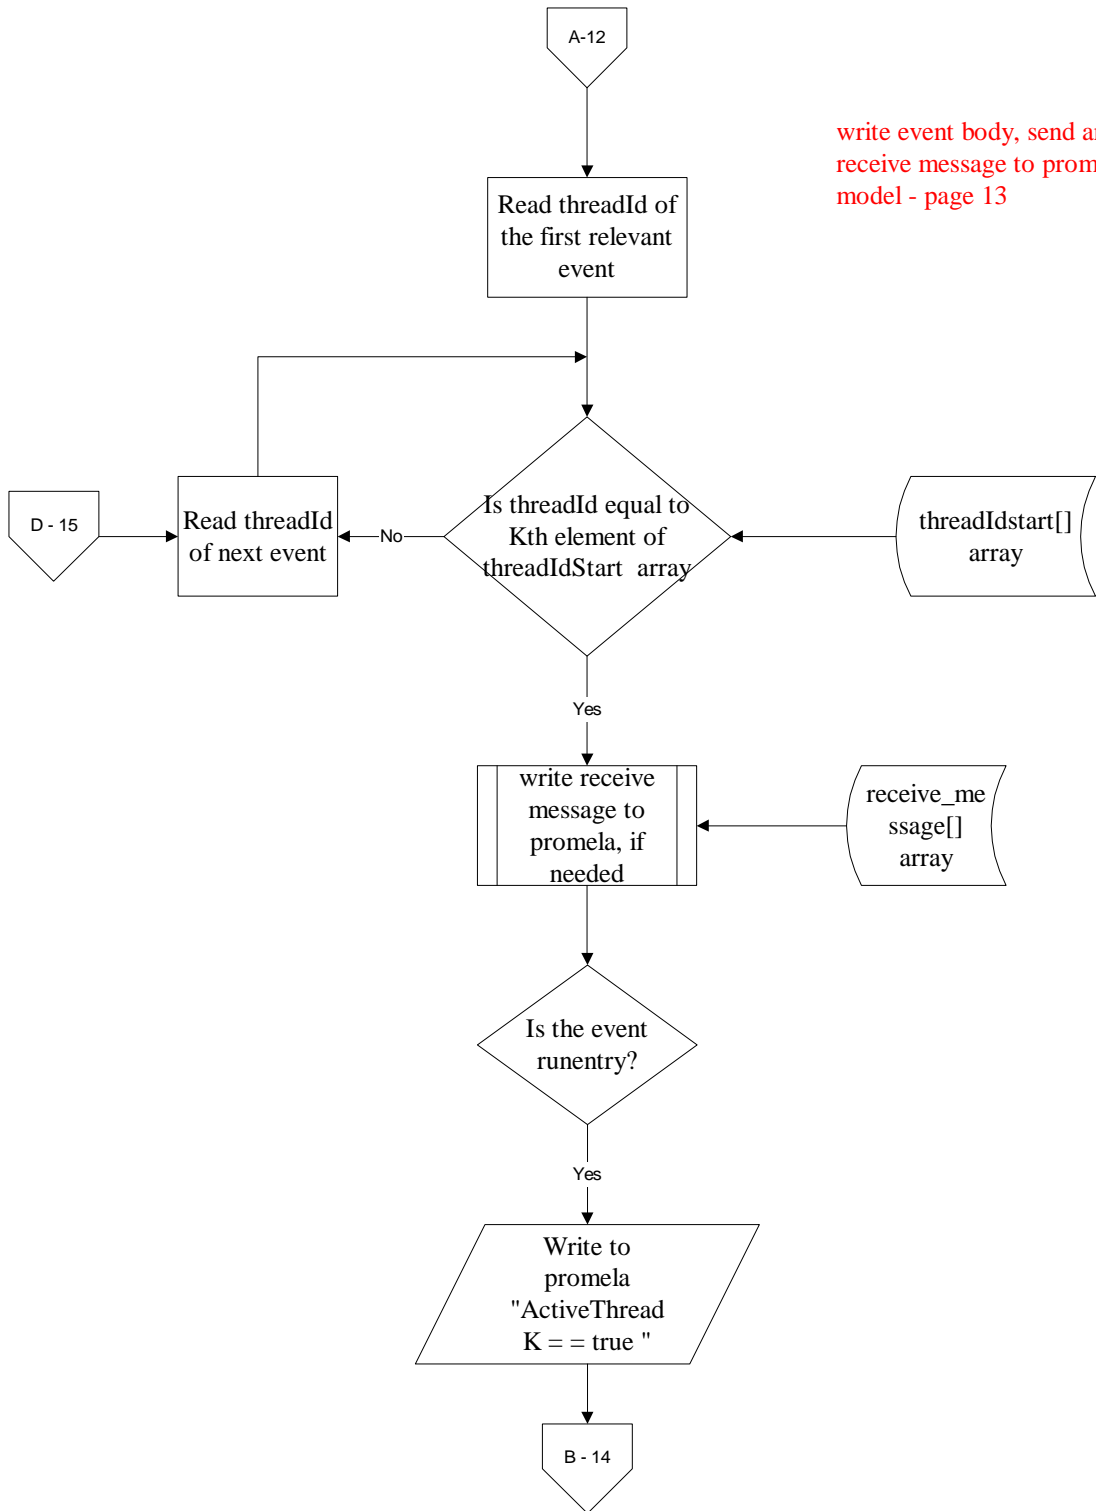 A-12
write event body, send
receive message to
model - page 13
Read threadId of
the first relevant
event
D - 15
Read threadId
of next event
No
Is threadId equal to
Kth element of
threadIdStart array
threadIdstart[]
array
Yes
write receive
message to
promela, if
needed
receive_me
ssage[]
array
Is the event
runentry?
Yes
Write to
promela
"ActiveThread
K = = true "
B - 14